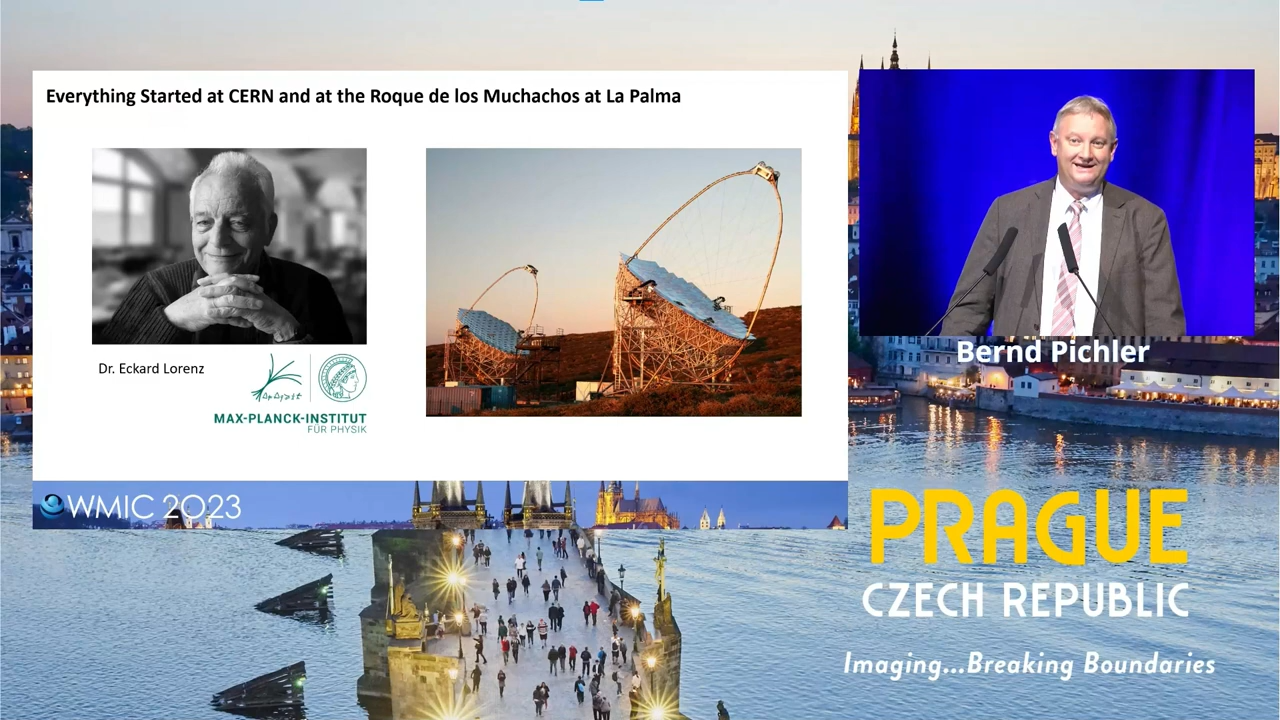 Everything Started at CERN and at the Roque de los Muchachos at La Palma
Dr. Eckard Lorenz
MAX-PLANCK-INSTITUT
FÜR PHYSIK
WMIC 2023
Bernd Pichler
PRAGUE
CZECH REPUBLIC
Imaging...Breaking Boundaries